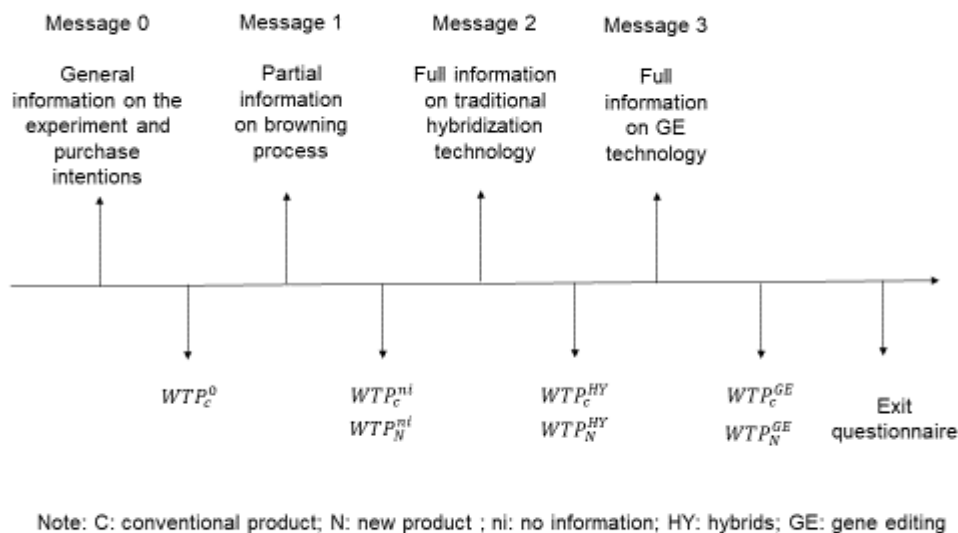 Message 0
General
information on the
experiment and
purchase
intentions
Message 1
Partial
information
on browning
process
Message 2
Full information
on traditional
hybridization
technology
Message 3
Full
information
on GE
technology
𝑊𝑇𝑃_c^0
𝑊𝑇𝑃_c^ni
𝑊𝑇𝑃_N^ni
𝑊𝑇𝑃_c^HY
𝑊𝑇𝑃_N^HY
𝑊𝑇𝑃_c^GE
𝑊𝑇𝑃_N^GE
Exit
questionnaire
Note: C: conventional product; N: new product ; ni: no information; HY: hybrids; GE: gene editing